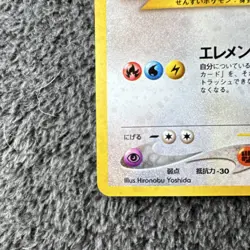 せんすいポケモン
エレメン
自分についている
カード」を、そ
トラッシュでき
なくなる。
にげる
弱点 抵抗力 -30
Illus. Hironobu Yoshida